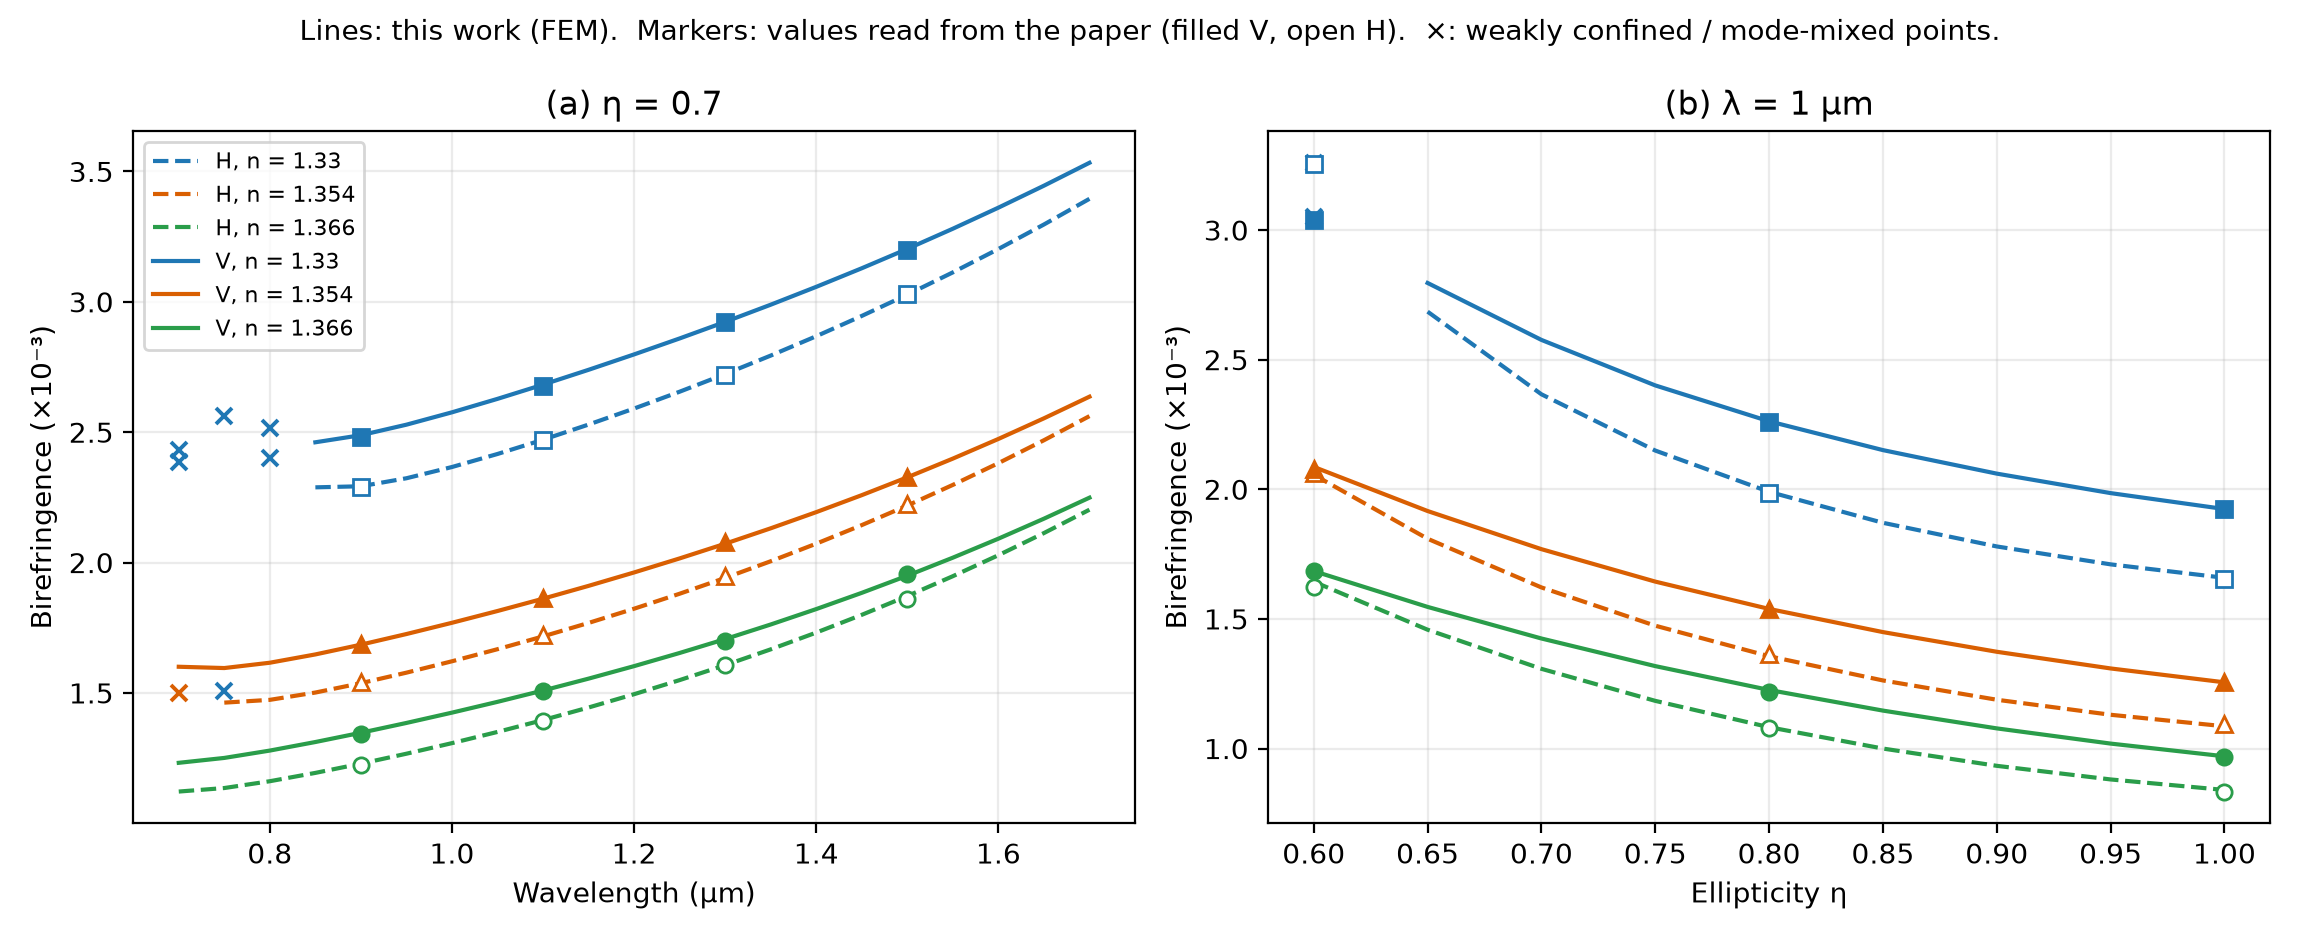 Lines: this work (FEM).  Markers: values read from the paper (filled V, open H).  ×: weakly confined / mode-mixed points.
(a) η = 0.7
3.5
3.0
2.5
2.0
1.5
Birefringence (×10⁻³)
H, n = 1.33
H, n = 1.354
H, n = 1.366
V, n = 1.33
V, n = 1.354
V, n = 1.366
0.8 1.0 1.2 1.4 1.6
Wavelength (μm)
(b) λ = 1 μm
3.0
2.5
2.0
1.5
1.0
Birefringence (×10⁻³)
0.60 0.65 0.70 0.75 0.80 0.85 0.90 0.95 1.00
Ellipticity η